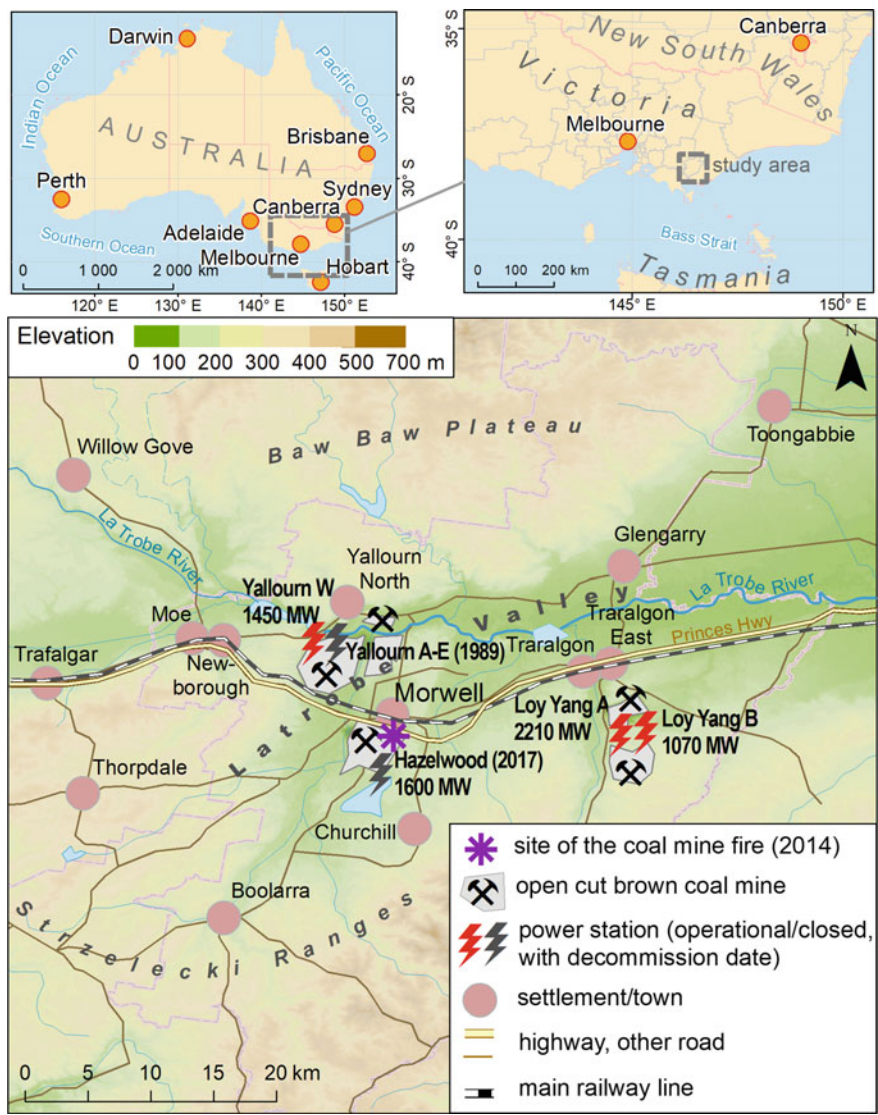 Darwin
Indian Ocean
Pacific Ocean
20° S
AUSTRALIA
Brisbane
Perth
30° S
Sydney
Canberra
Adelaide
Southern Ocean
Melbourne
Hobart
40° S
0 1 000 2 000 km
120° E 130° E 140° E 150° E
35° S
Canberra
New South Wales
Victoria
Melbourne
study area
40° S
Bass Strait
Tasmania
0 100 200 km
145° E 150° E
Elevation
0 100 200 300 400 500 700 m
N
Baw Baw Plateau
Willow Gove
Toongabbie
La Trobe River
Glengarry
Yallourn
North
Yallourn W
1450 MW
La Trobe River
Moe
Yallourn A-E (1989)
Traralgon
Traralgon
East
Princes Hwy
Trafalgar
New-
borough
Latrobe Valley
Morwell
Loy Yang A
2210 MW
Loy Yang B
1070 MW
Hazelwood (2017)
1600 MW
Thorpdale
Churchill
Boolarra
Strzelecki Ranges
0 5 10 15 20 km
site of the coal mine fire (2014)
open cut brown coal mine
power station (operational/closed,
with decommission date)
settlement/town
highway, other road
main railway line